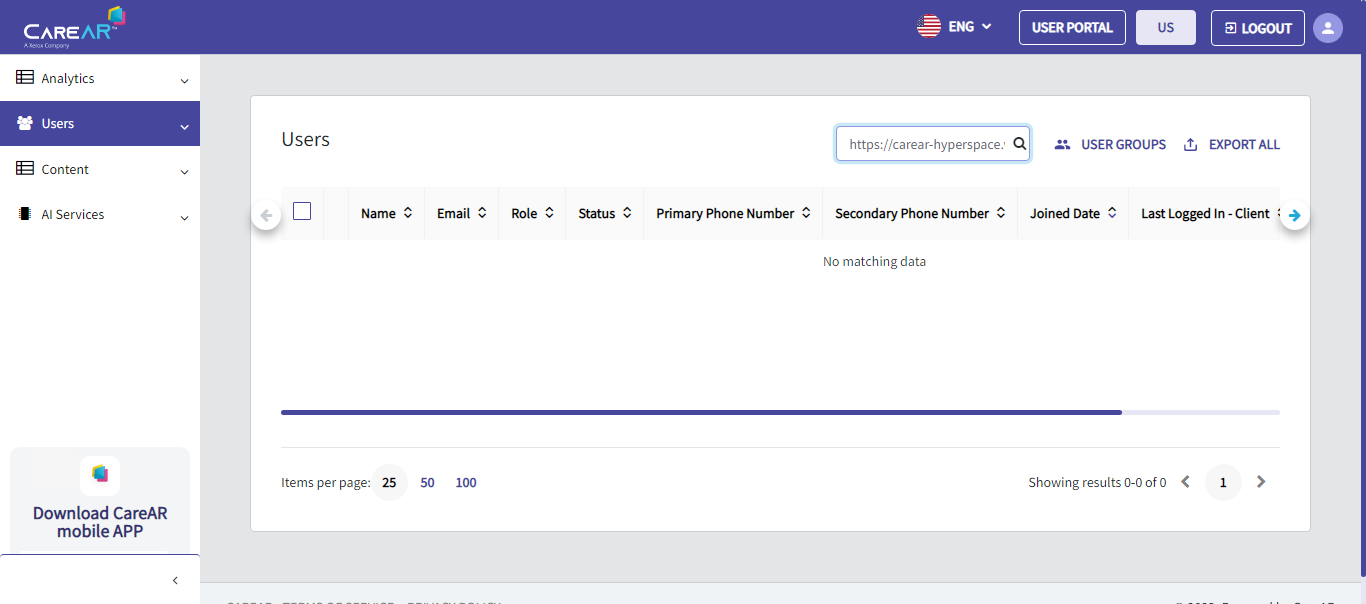 CAREAR™
A Xerox Company
ENG
USER PORTAL
US
LOGOUT
Analytics
Users
Content
AI Services
Download CareAR
mobile APP
Users
https://carear-hyperspace.
USER GROUPS
EXPORT ALL
Name Email Role Status Primary Phone Number Secondary Phone Number Joined Date Last Logged In - Client
No matching data
Items per page: 25 50 100
Showing results 0-0 of 0 1